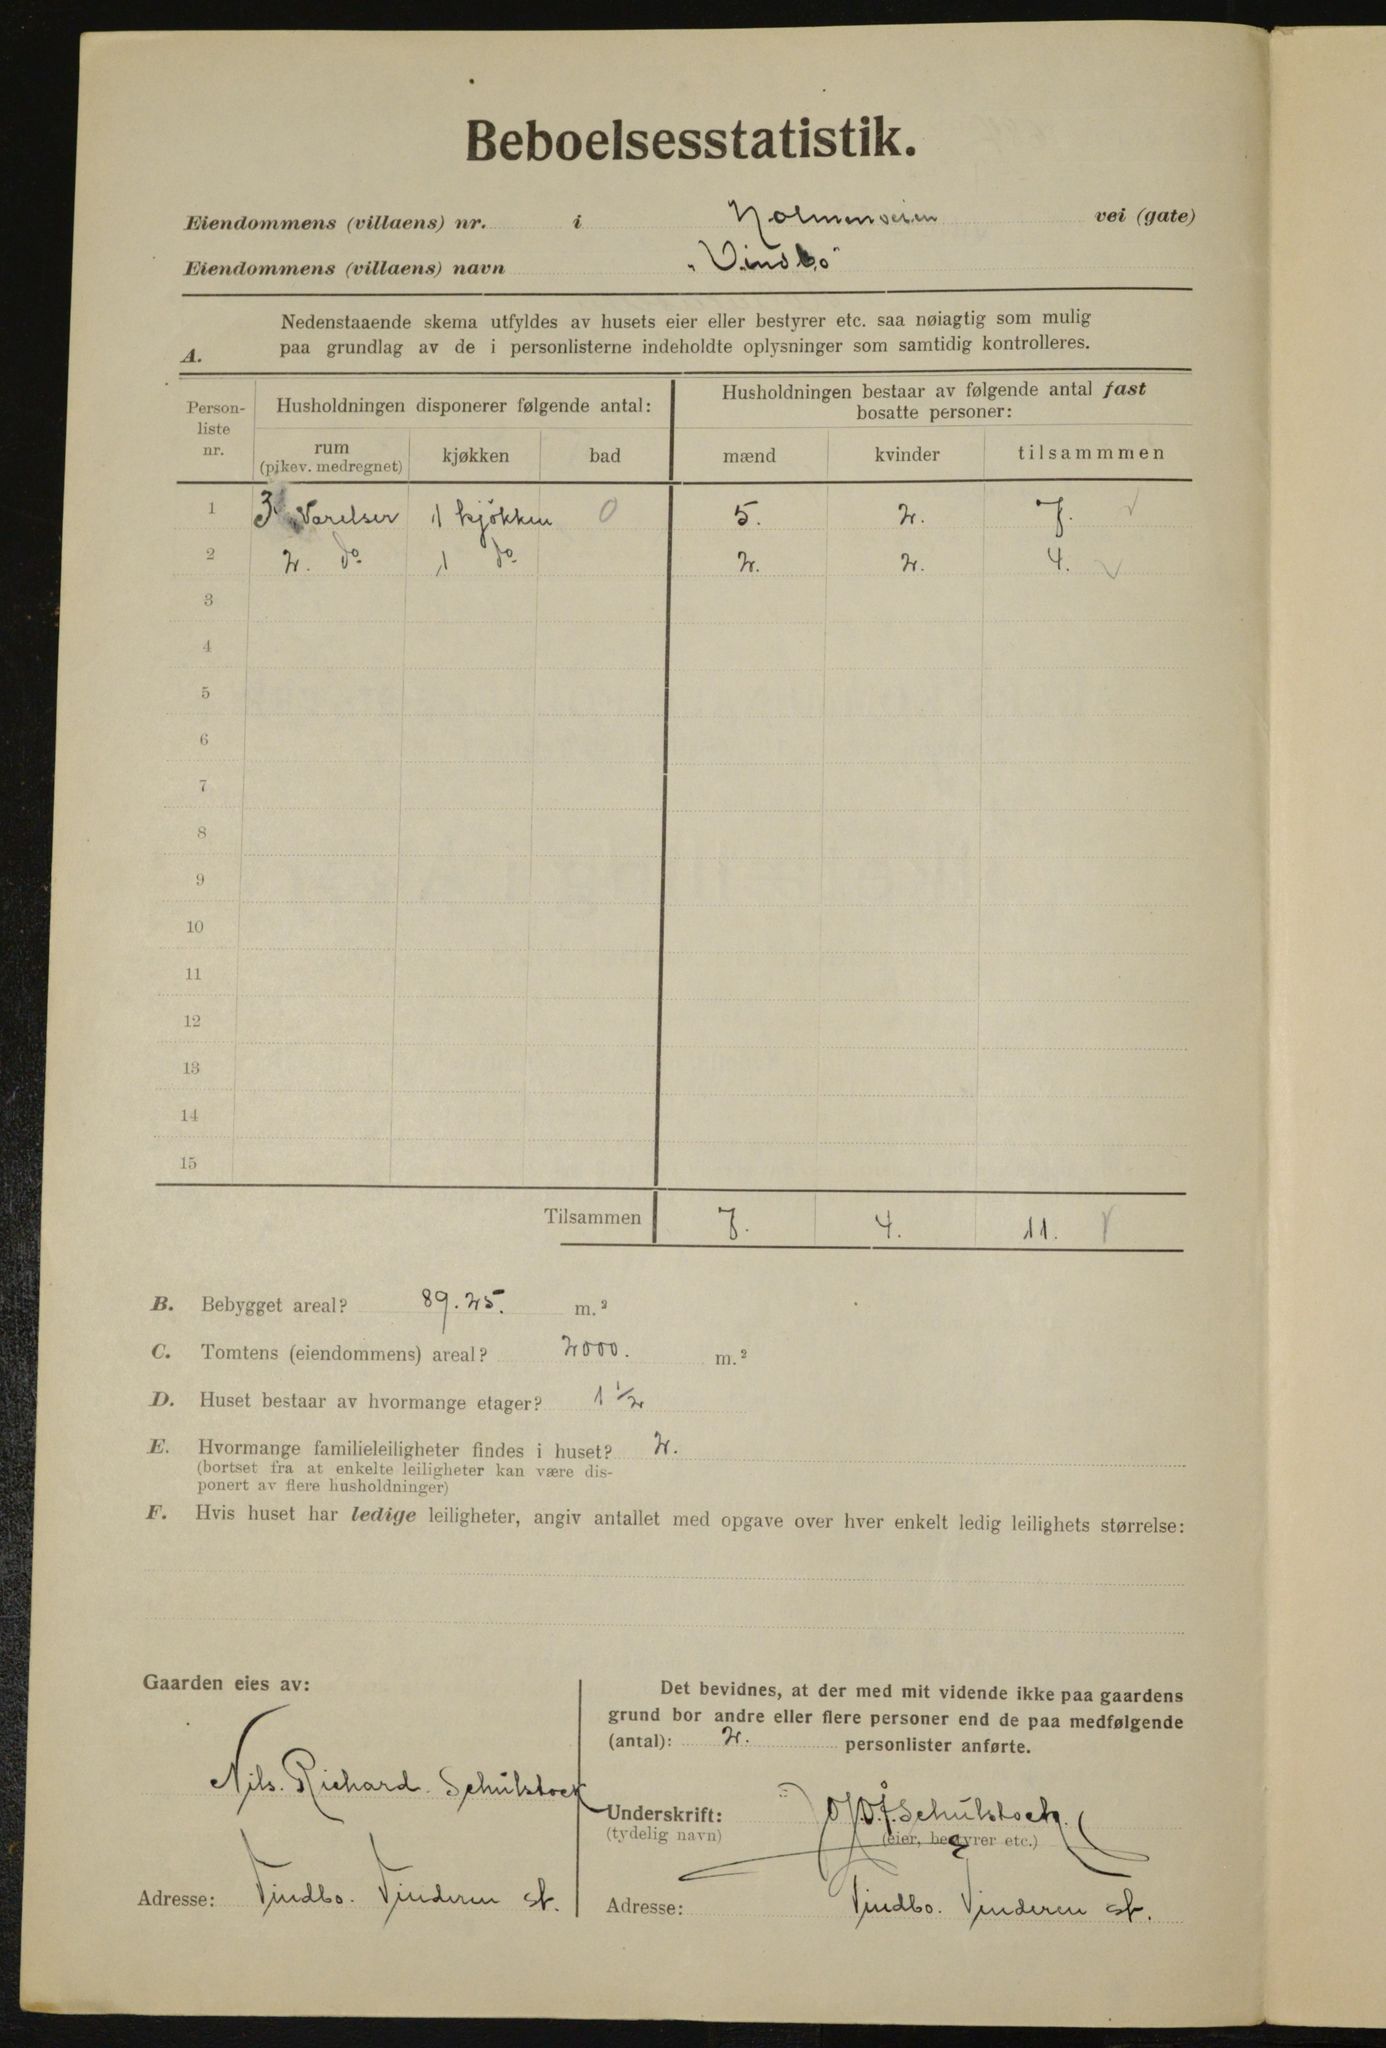 Beboelsesstatistik.
Eiendommens (villaens) nr. i Holmenveien vei (gate)
Eiendommens (villaens) navn „Vindbo"
A. Nedenstaaende skema utfyldes av husets eier eller bestyrer etc. saa nøiagtig som mulig
paa grundlag av de i personlisterne indeholdte oplysninger som samtidig kontrolleres.
Person-liste nr. Husholdningen disponerer følgende antal: Husholdningen bestaar av følgende antal fast bosatte personer:
rum (pikev. medregnet) kjøkken bad mænd kvinder tilsammmen
1 3 Værelser 1 kjøkken 0 5. 2. 7.
2 2. do 1 do 2. 2. 4.
3
4
5
6
7
8
9
10
11
12
13
14
15
Tilsammen 7. 4. 11.
B. Bebygget areal? 89.25. m.²
C. Tomtens (eiendommens) areal? 2000. m.²
D. Huset bestaar av hvormange etager? 1 1/2
E. Hvormange familieleiligheter findes i huset? 2.
(bortset fra at enkelte leiligheter kan være dis-
ponert av flere husholdninger)
F. Hvis huset har ledige leiligheter, angiv antallet med opgave over hver enkelt ledig leilighets størrelse:
Gaarden eies av:
Nils. Richard. Schulstock
Adresse: Vindbo. Vinderen st.
Det bevidnes, at der med mit vidende ikke paa gaardens
grund bor andre eller flere personer end de paa medfølgende
(antal): 2. personlister anførte.
Underskrift: Schulstock.
(tydelig navn) (eier, bestyrer etc.)
Adresse: Vindbo. Vinderen st.